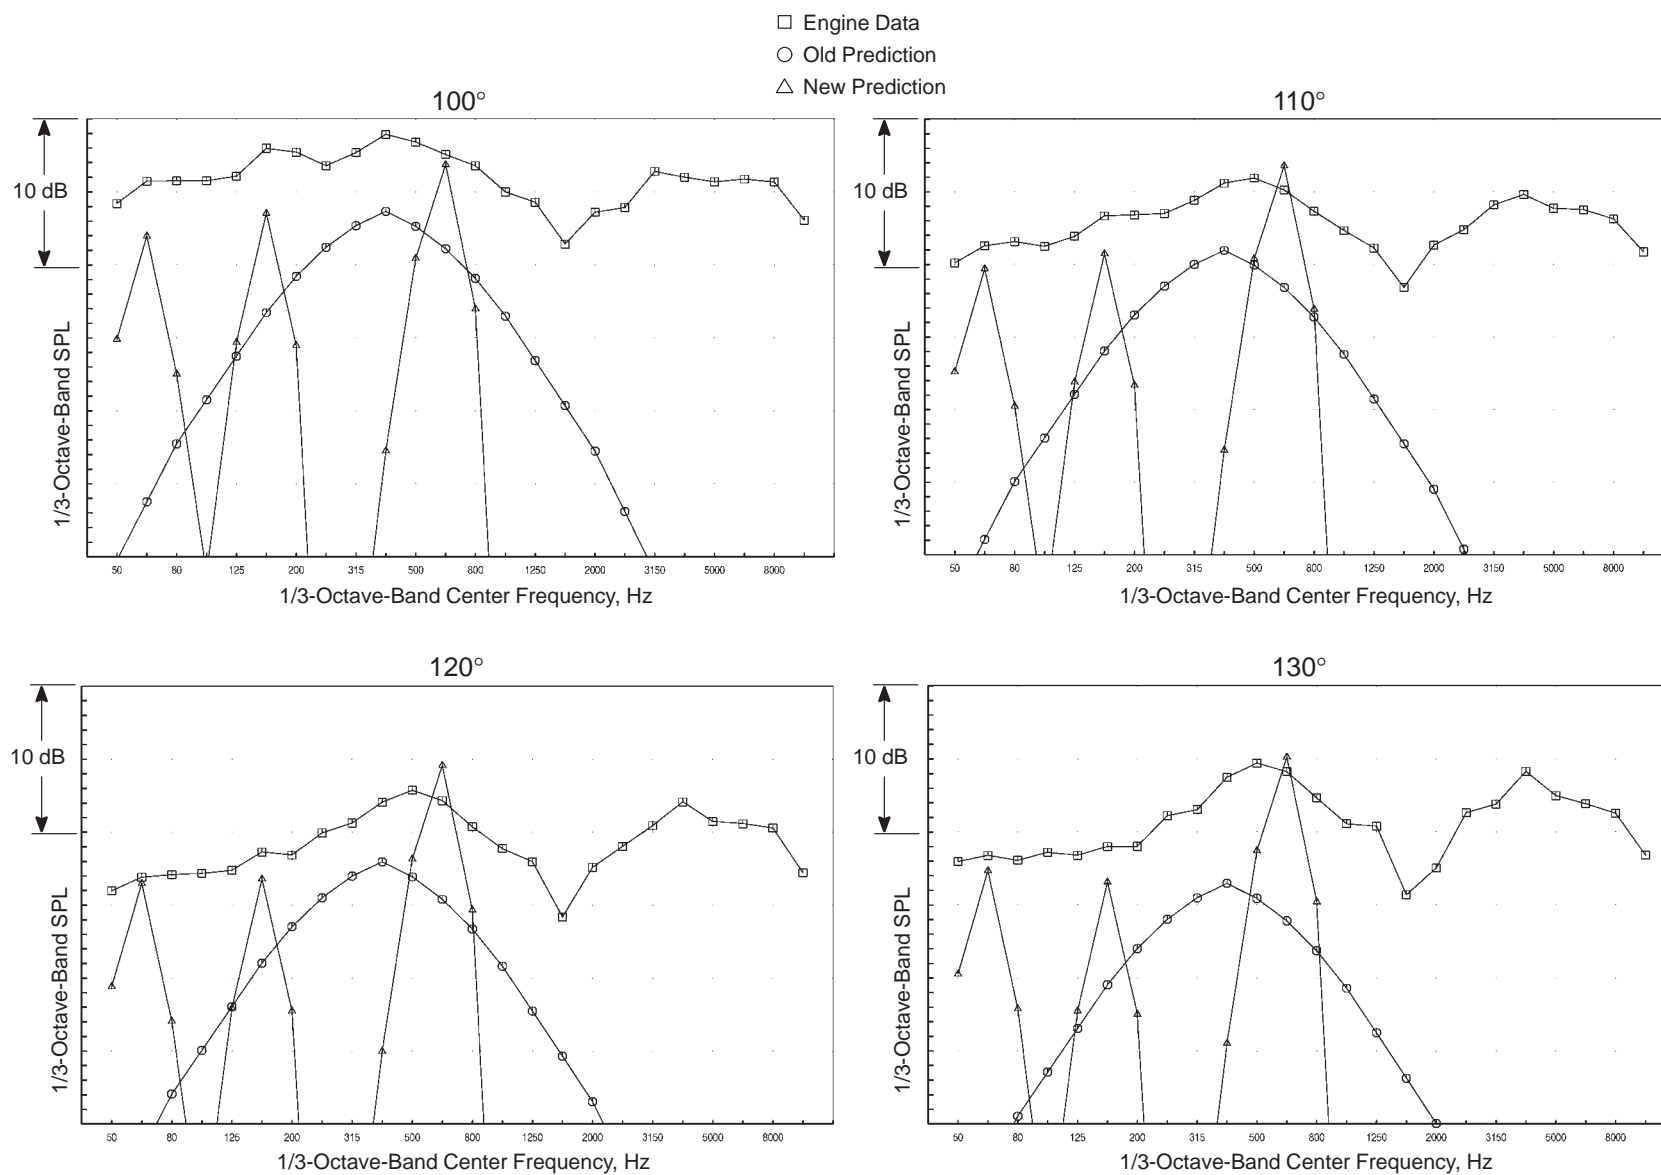 Engine Data
Old Prediction
New Prediction
100°
10 dB
1/3-Octave-Band SPL
50 80 125 200 315 500 800 1250 2000 3150 5000 8000
1/3-Octave-Band Center Frequency, Hz
110°
10 dB
1/3-Octave-Band SPL
50 80 125 200 315 500 800 1250 2000 3150 5000 8000
1/3-Octave-Band Center Frequency, Hz
120°
10 dB
1/3-Octave-Band SPL
50 80 125 200 315 500 800 1250 2000 3150 5000 8000
1/3-Octave-Band Center Frequency, Hz
130°
10 dB
1/3-Octave-Band SPL
50 80 125 200 315 500 800 1250 2000 3150 5000 8000
1/3-Octave-Band Center Frequency, Hz